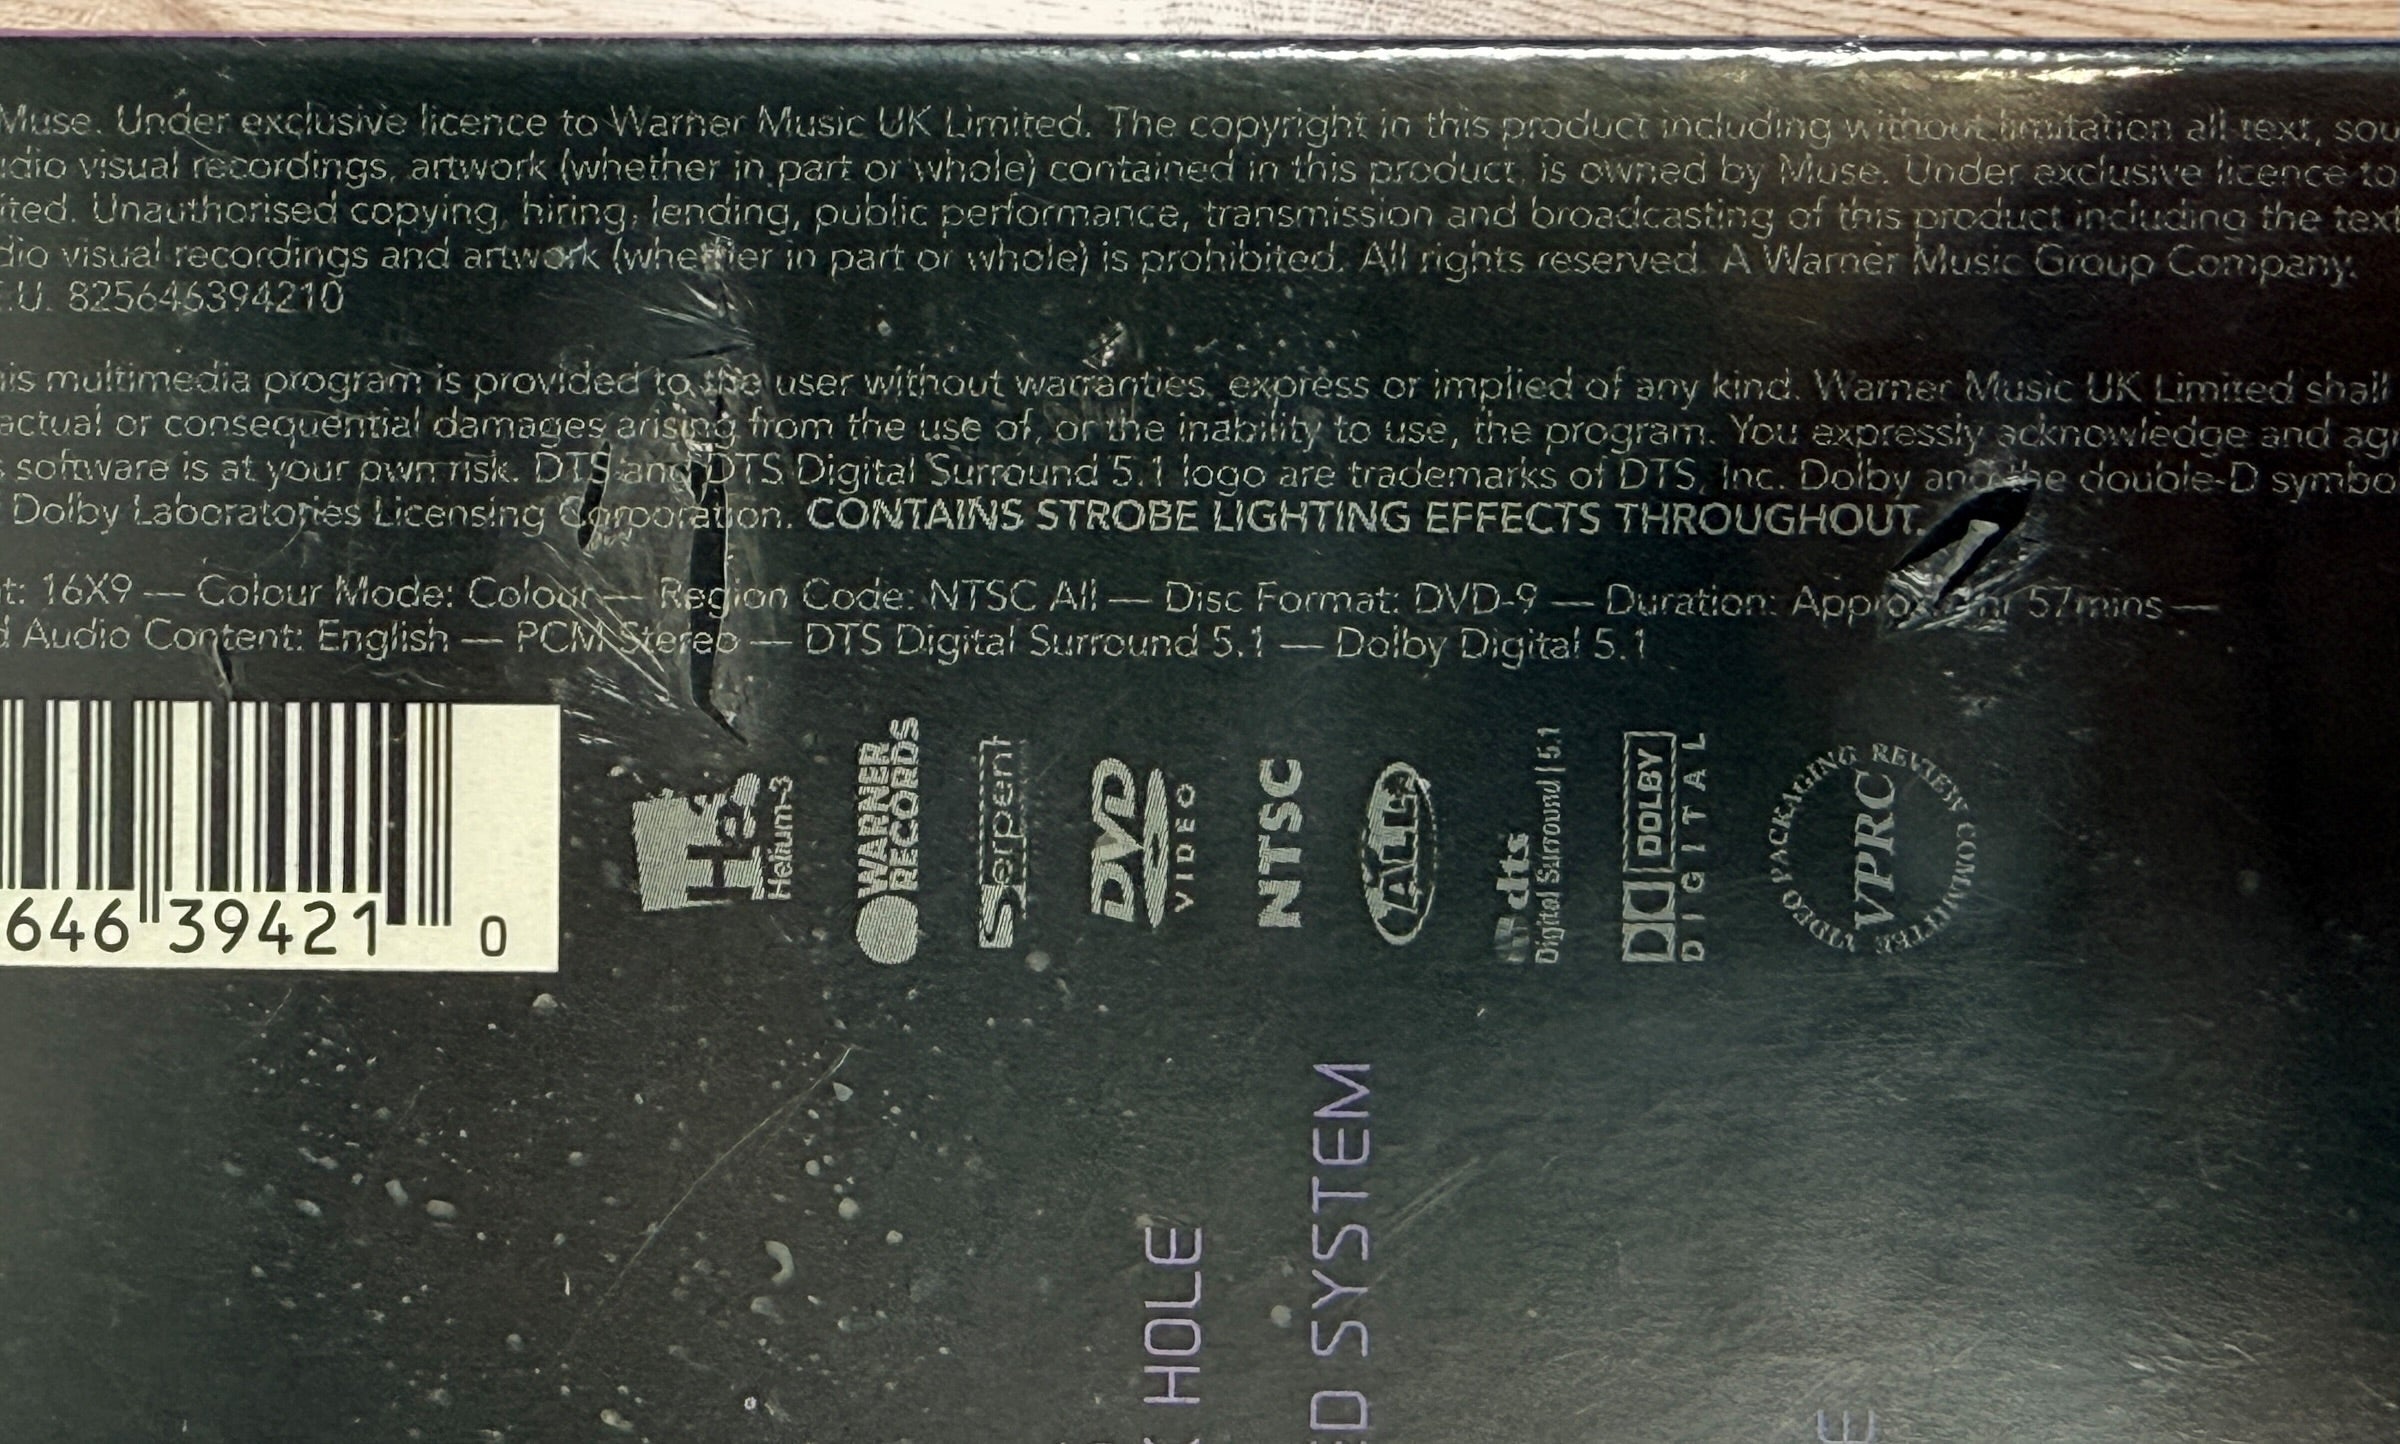 Muse. Under exclusive licence to Warner Music UK Limited. The copyright in this product including without limitation all text, sou
dio visual recordings, artwork (whether in part or whole) contained in this product, is owned by Muse. Under exclusive licence to
ited. Unauthorised copying, hiring, lending, public performance, transmission and broadcasting of this product including the text
dio visual recordings and artwork (whether in part or whole) is prohibited. All rights reserved. A Warner Music Group Company.
E.U. 825646394210
is multimedia program is provided to the user without warranties, express or implied of any kind. Warner Music UK Limited shall
actual or consequential damages arising from the use of, or the inability to use, the program. You expressly acknowledge and agr
software is at your own risk. DTS and DTS Digital Surround 5.1 logo are trademarks of DTS, Inc. Dolby and the double-D symbo
Dolby Laboratories Licensing Corporation. CONTAINS STROBE LIGHTING EFFECTS THROUGHOUT.
t: 16X9 — Colour Mode: Colour — Region Code: NTSC All — Disc Format: DVD-9 — Duration: 57mins —
d Audio Content: English — PCM Stereo — DTS Digital Surround 5.1 — Dolby Digital 5.1
646 39421 0
He-3
Helium-3
WARNER
RECORDS
Serpent
DVD
VIDEO
NTSC
ALL
dts
Digital Surround | 5.1
DOLBY
DIGITAL
VIDEO PACKAGING REVIEW COMMITTEE
VPRC
HOLE
ED SYSTEM
E